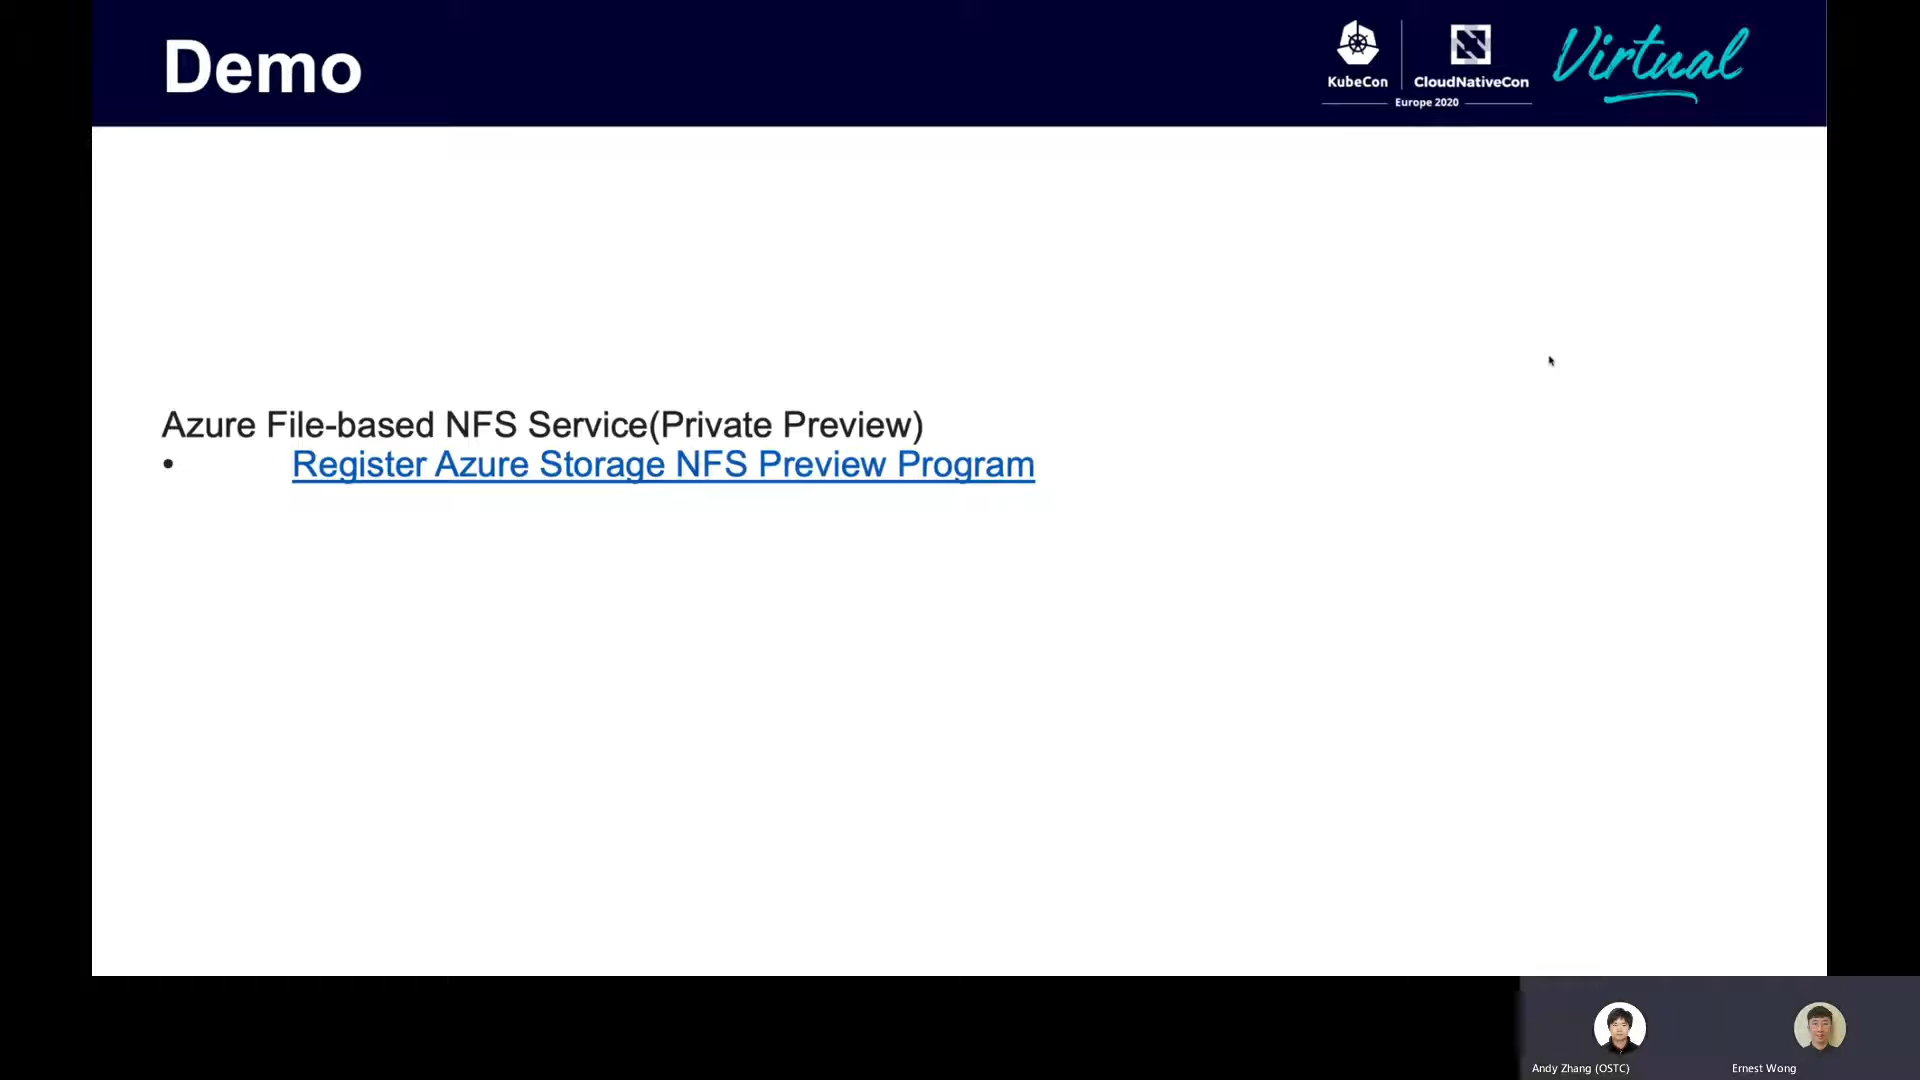 Demo
KubeCon
CloudNativeCon
Europe 2020
Virtual
Azure File-based NFS Service(Private Preview)
• Register Azure Storage NFS Preview Program
Andy Zhang (OSTC)
Ernest Wong